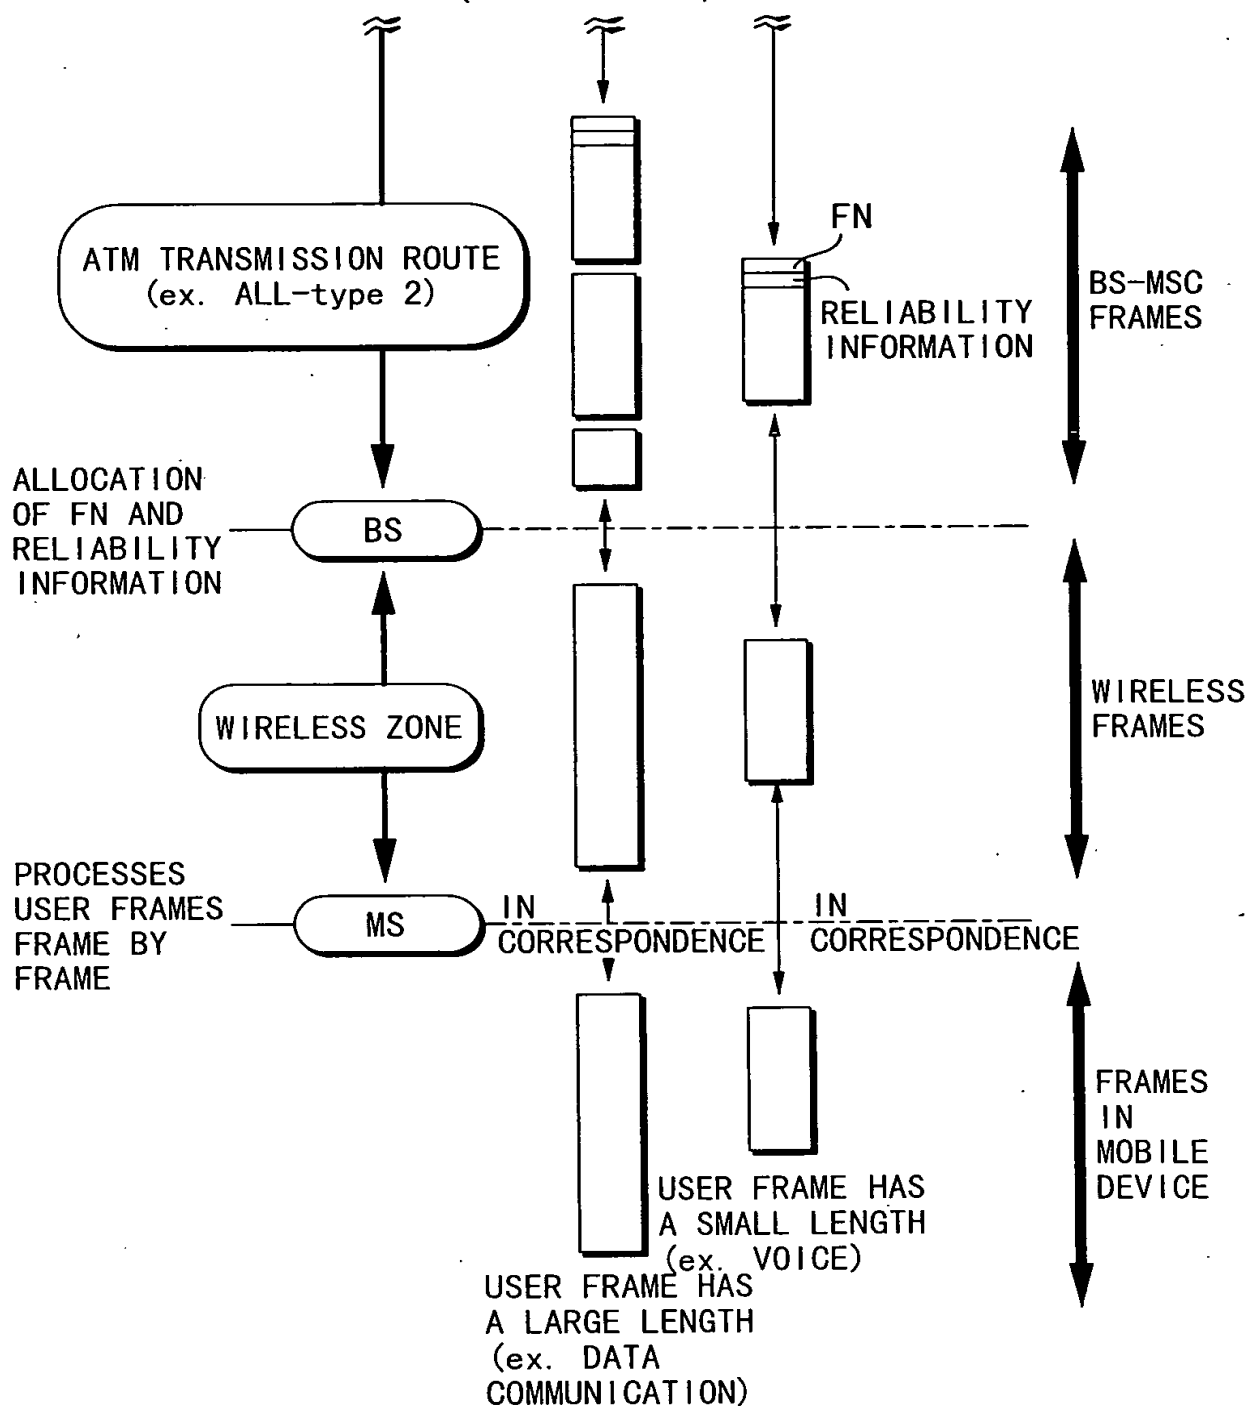 ATM TRANSMISSION ROUTE
(ex. ALL-type 2)
FN
RELIABILITY
INFORMATION
BS-MSC
FRAMES
ALLOCATION
OF FN AND
RELIABILITY
INFORMATION
BS
WIRELESS ZONE
WIRELESS
FRAMES
PROCESSES
USER FRAMES
FRAME BY
FRAME
MS
IN
CORRESPONDENCE
IN
CORRESPONDENCE
FRAMES
IN
MOBILE
DEVICE
USER FRAME HAS
A SMALL LENGTH
(ex. VOICE)
USER FRAME HAS
A LARGE LENGTH
(ex. DATA
COMMUNICATION)